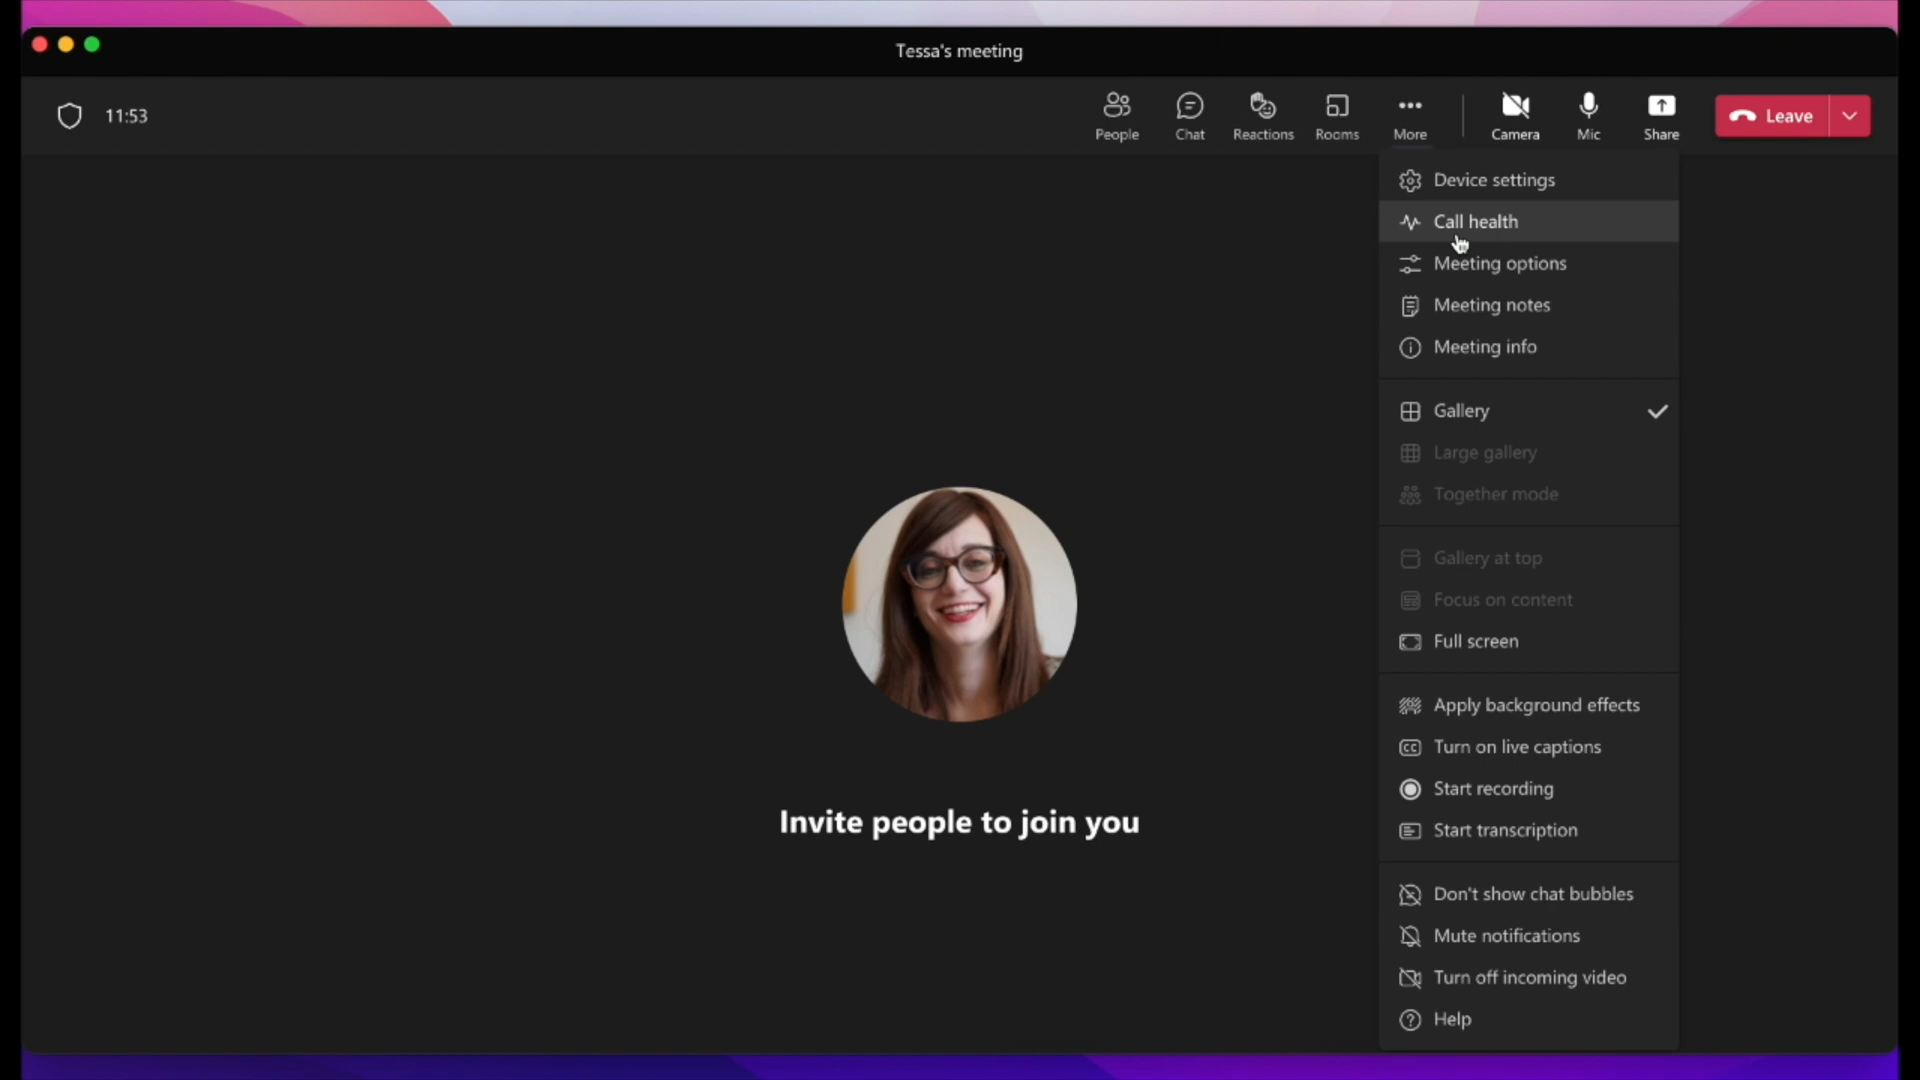 Tessa's meeting
11:53
People
Chat
Reactions
Rooms
More
Camera
Mic
Share
Leave
Device settings
Call health
Meeting options
Meeting notes
Meeting info
Gallery
Large gallery
Together mode
Gallery at top
Focus on content
Full screen
Apply background effects
CC Turn on live captions
Start recording
Start transcription
Don't show chat bubbles
Mute notifications
Turn off incoming video
Help
Invite people to join you